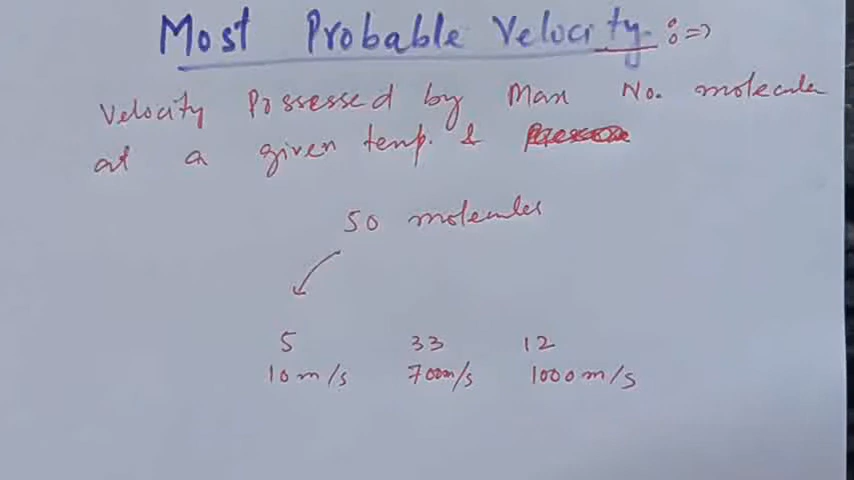 Most Probable Velocity :=>
Velocity Possessed by Max No. molecules
at a given temp. &
50 molecules
5 33 12
10 m/s 700m/s 1000 m/s